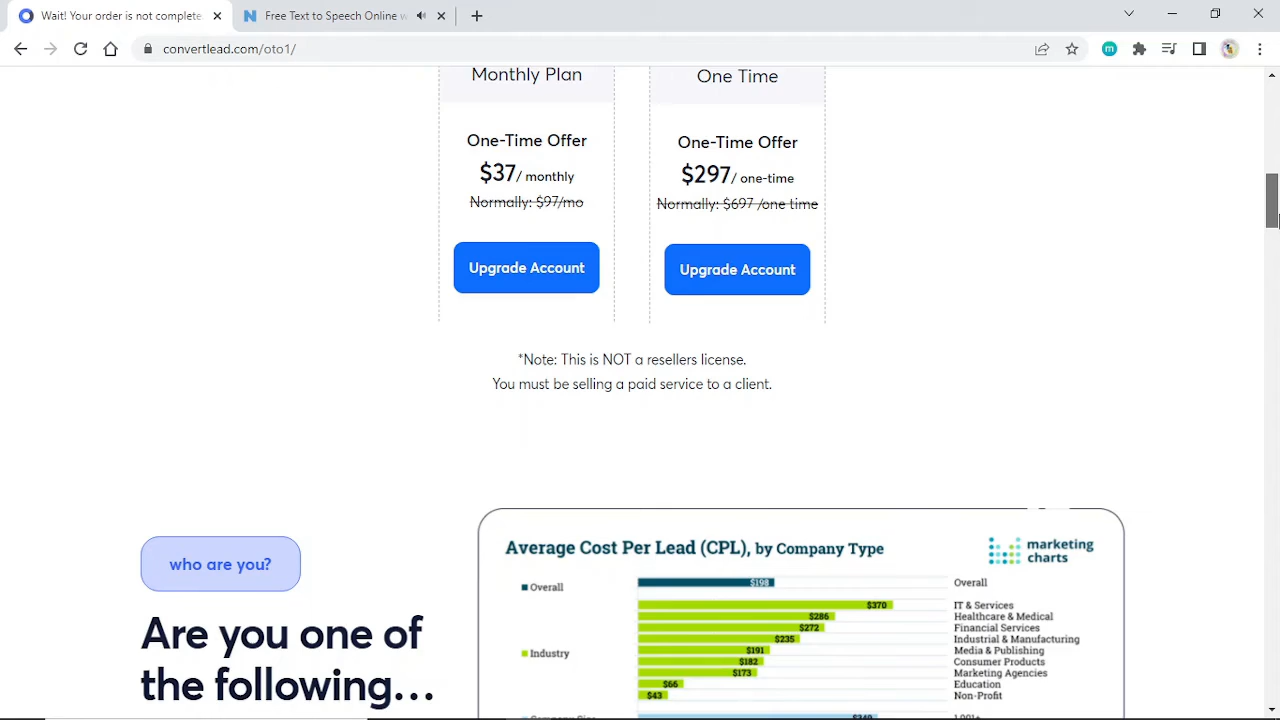 Wait! Your order is not complete
Free Text to Speech Online v
convertlead.com/oto1/
m
Monthly Plan
One Time
One-Time Offer
One-Time Offer
$37/ monthly
$297/ one-time
Normally: $97/mo
Normally: $697 /one time
Upgrade Account
Upgrade Account
*Note: This is NOT a resellers license.
You must be selling a paid service to a client.
who are you?
Are you one of
the following...
Average Cost Per Lead (CPL), by Company Type
marketing
charts
Overall
$198
Overall
$370
IT & Services
$286
Healthcare & Medical
$272
Financial Services
$235
Industrial & Manufacturing
Industry
$191
Media & Publishing
$182
Consumer Products
$173
Marketing Agencies
$66
Education
$43
Non-Profit